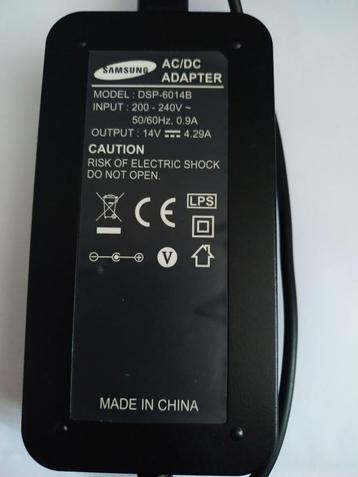 SAMSUNG
AC/DC
ADAPTER
MODEL : DSP-6014B
INPUT : 200 - 240V ~
50/60Hz, 0.9A
OUTPUT : 14V ⎓ 4.29A
CAUTION
RISK OF ELECTRIC SHOCK
DO NOT OPEN.
CE
LPS
V
MADE IN CHINA